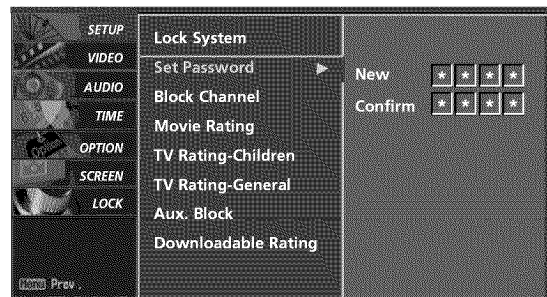 SETUP
VIDEO
AUDIO
TIME
OPTION
SCREEN
LOCK
Menu Prev.
Lock System
Set Password ▶
Block Channel
Movie Rating
TV Rating-Children
TV Rating-General
Aux. Block
Downloadable Rating
New * * * *
Confirm * * * *